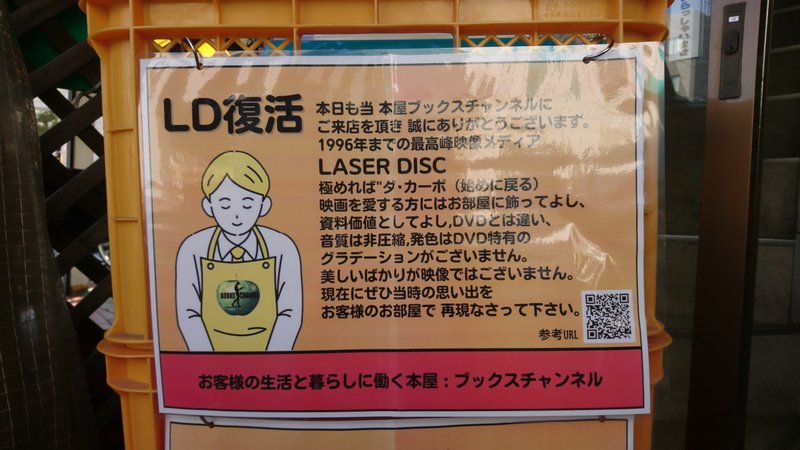 LD復活
本日も当 本屋ブックスチャンネルに
ご来店を頂き 誠にありがとうございます。
1996年までの最高峰映像メディア
LASER DISC
極めれば"ダ・カーポ（始めに戻る）
映画を愛する方にはお部屋に飾ってよし、
資料価値としてよし,DVDとは違い、
音質は非圧縮,発色はDVD特有の
グラデーションがございません。
美しいばかりが映像ではございません。
現在にぜひ当時の思い出を
お客様のお部屋で 再現なさって下さい。
参考URL
BOOKS CHANNEL
お客様の生活と暮らしに働く本屋：ブックスチャンネル